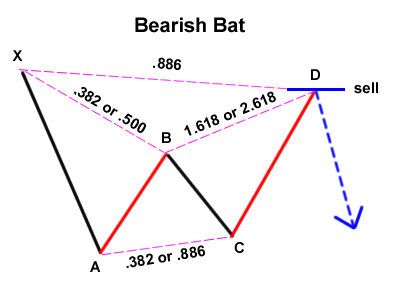 Bearish Bat
X
.886
D
sell
.382 or .500
B
1.618 or 2.618
A
.382 or .886
C